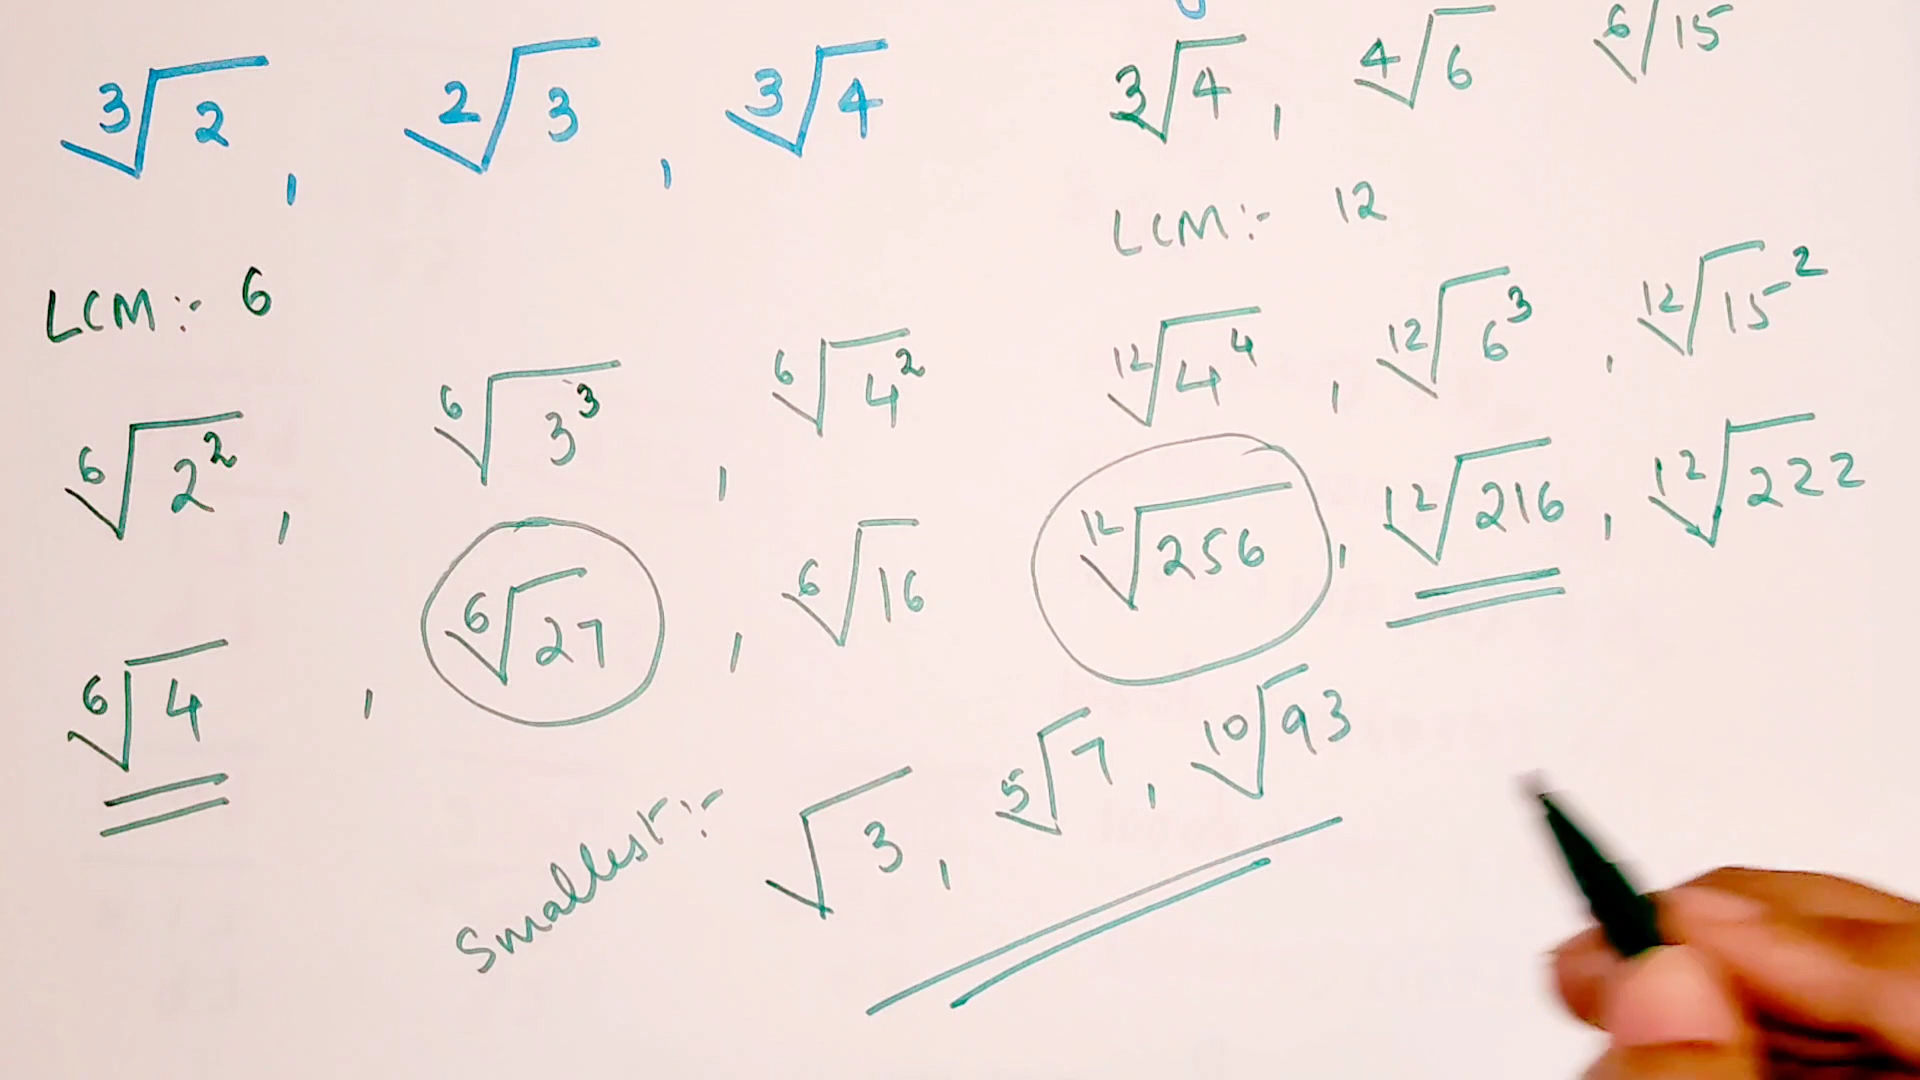 ∛2, ²√3, ∛4
LCM:- 6
⁶√2², ⁶√3³, ⁶√4²
⁶√4, ⁶√27, ⁶√16
∛4, ⁴√6 ⁶√15
LCM:- 12
¹²√4⁴, ¹²√6³, ¹²√15²
¹²√256, ¹²√216, ¹²√222
Smallest:- √3, ⁵√7, ¹⁰√93